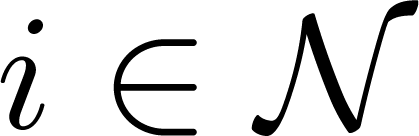 i ∈ 𝒩